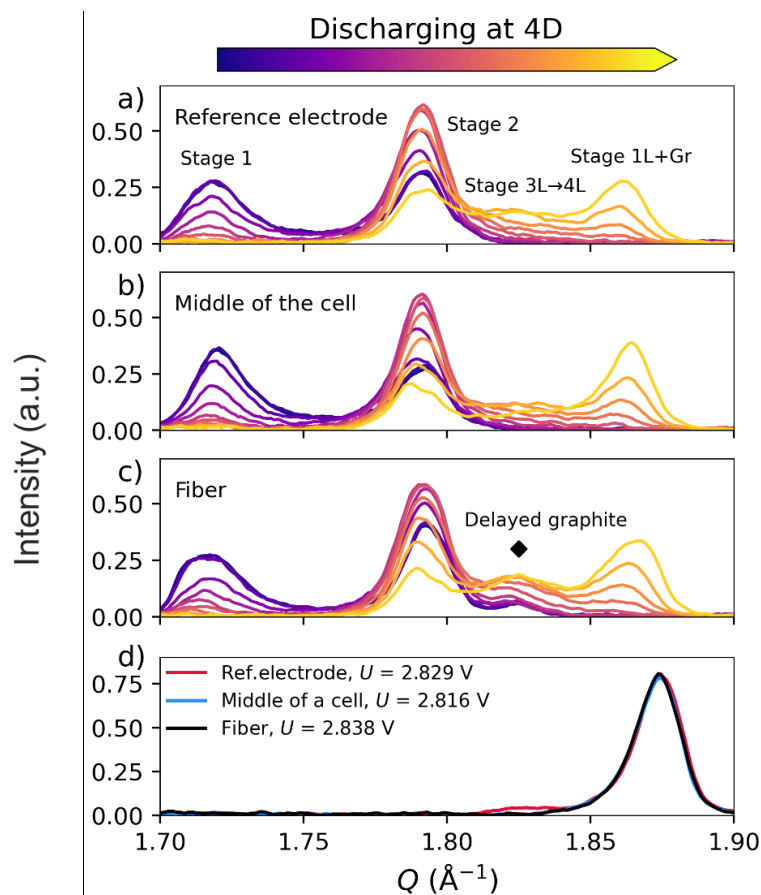 Discharging at 4D
a)
Reference electrode
Stage 1
Stage 2
Stage 3L→4L
Stage 1L+Gr
0.50
0.25
0.00
b)
Middle of the cell
0.50
0.25
0.00
c)
Fiber
Delayed graphite
0.50
0.25
0.00
d)
Ref.electrode, U = 2.829 V
Middle of a cell, U = 2.816 V
Fiber, U = 2.838 V
0.75
0.50
0.25
0.00
1.70 1.75 1.80 1.85 1.90
Q (Å⁻¹)
Intensity (a.u.)